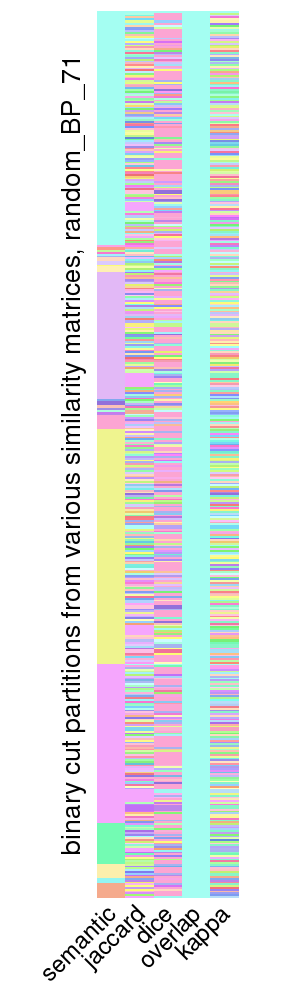 binary cut partitions from various similarity matrices, random_BP_71
semantic
jaccard
dice
overlap
kappa